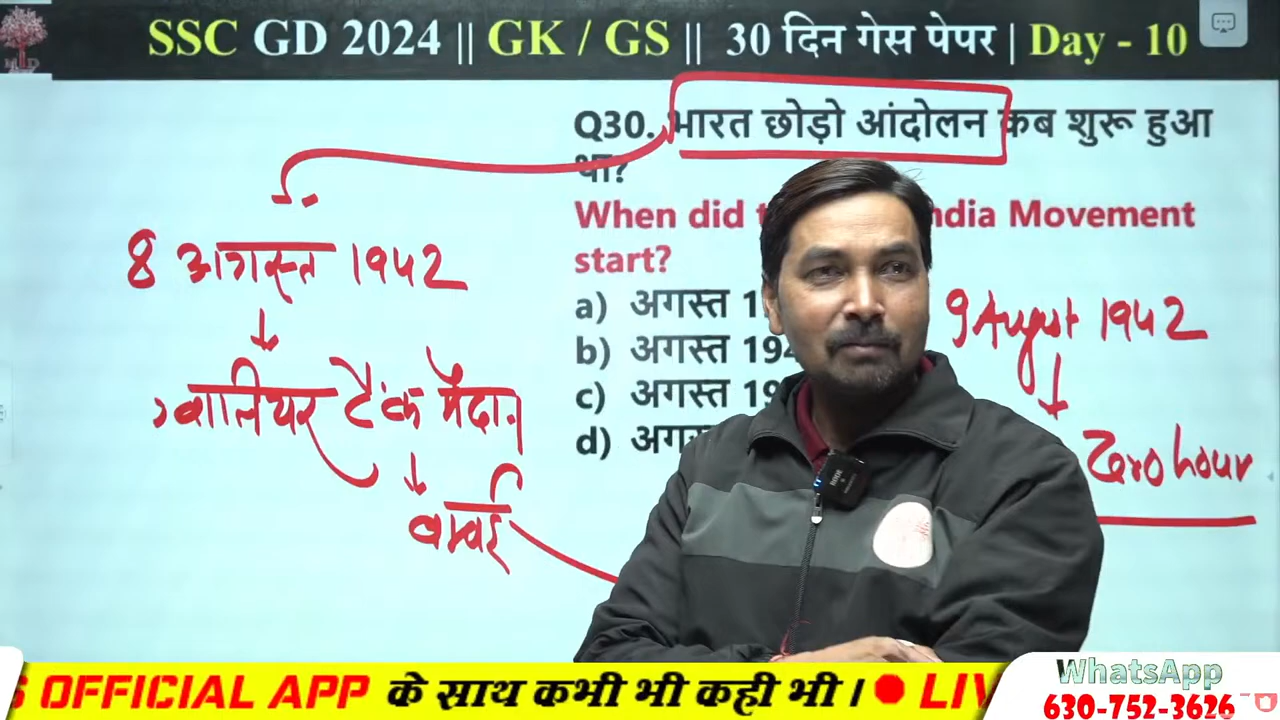 SSC GD 2024 || GK / GS || 30 दिन गेस पेपर | Day - 10
Q30. भारत छोड़ो आंदोलन कब शुरू हुआ
था?
When did ndia Movement
start?
a) अगस्त 1
b) अगस्त 194
c) अगस्त 19
d) अग
8 अगस्त 1942
ग्वालियर टैंक मैदान
बम्बई
9 August 1942
Zero hour
OFFICIAL APP के साथ कभी भी कही भी । LIV
WhatsApp
630-752-3626